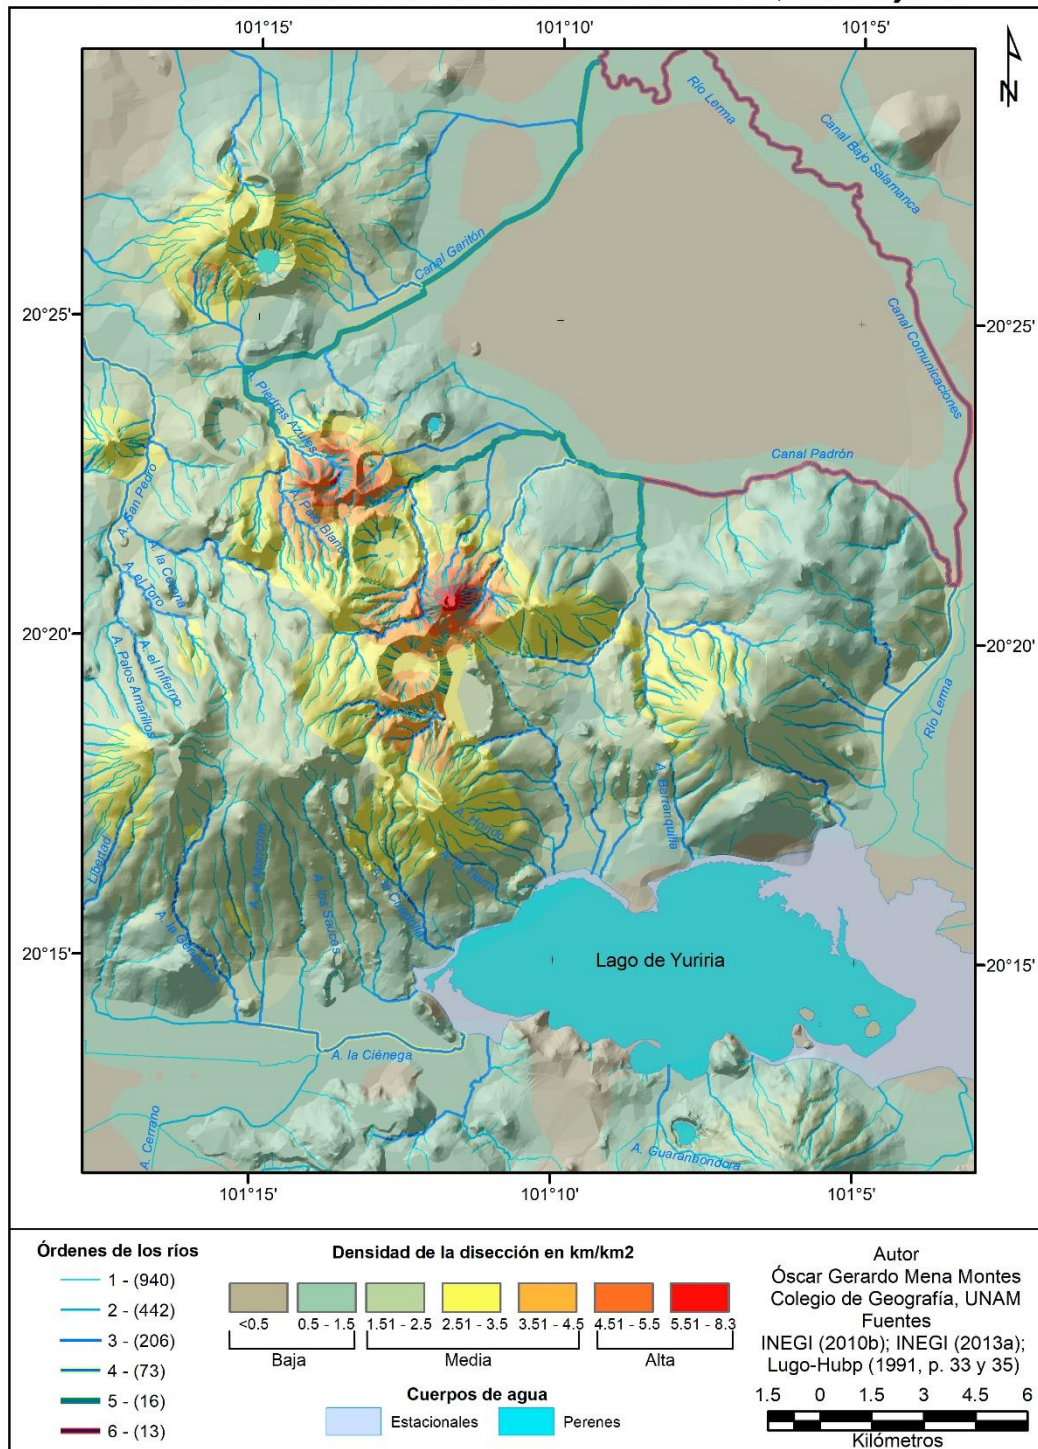 101°15'
101°10'
101°5'
N
Río Lerma
Canal Bajo Salamanca
Canal Garitón
20°25'
20°25'
Canal Comunicaciones
A. Piedras Azules
Canal Padrón
A. San Pedro
A. Palo Blanco
A. el Toro
20°20'
20°20'
A. el Infierno
A. Palos Amarillos
Río Lerma
A. Barranquilla
A. Hondo
Libertad
A. los Sauces
20°15'
Lago de Yuriria
20°15'
A. la Ciénega
A. Cerrano
101°15'
101°10'
101°5'
Órdenes de los ríos
1 - (940)
2 - (442)
3 - (206)
4 - (73)
5 - (16)
6 - (13)
Densidad de la disección en km/km2
<0.5
0.5 - 1.5
1.51 - 2.5
2.51 - 3.5
3.51 - 4.5
4.51 - 5.5
5.51 - 8.3
Baja
Media
Alta
Cuerpos de agua
Estacionales
Perenes
Autor
Óscar Gerardo Mena Montes
Colegio de Geografía, UNAM
Fuentes
INEGI (2010b); INEGI (2013a);
Lugo-Hubp (1991, p. 33 y 35)
1.5 0 1.5 3 4.5 6
Kilómetros